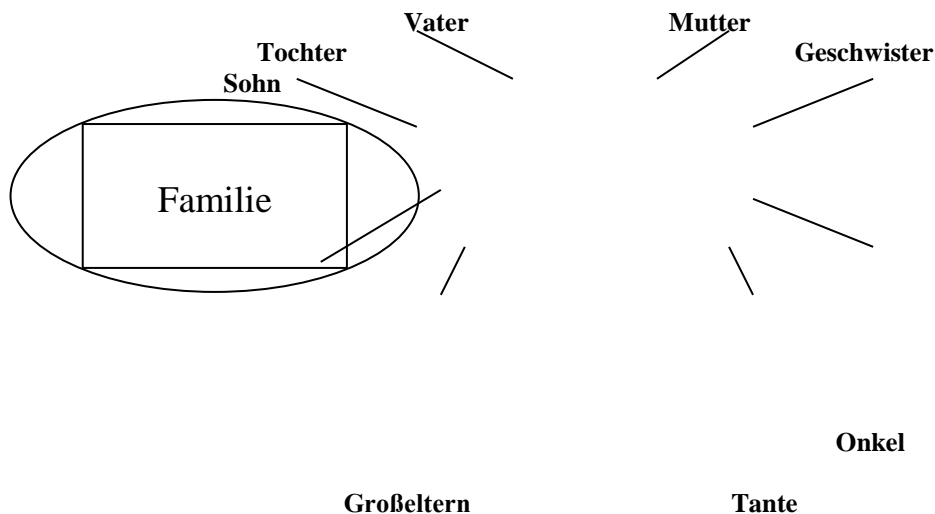 Vater Mutter
Tochter Geschwister
Sohn
Familie
Onkel
Großeltern Tante